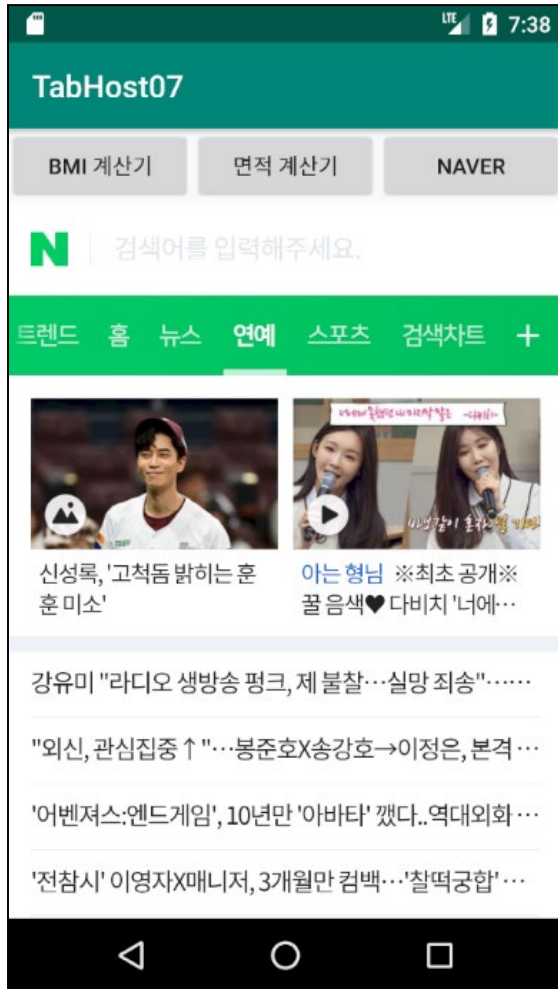 LTE 7:38
TabHost07
BMI 계산기 면적 계산기 NAVER
N 검색어를 입력해주세요.
트렌드 홈 뉴스 연예 스포츠 검색차트 +
신성록, '고척돔 밝히는 훈
훈 미소'
아는 형님 ※최초 공개※
꿀 음색♥ 다비치 '너에…
강유미 "라디오 생방송 펑크, 제 불찰…실망 죄송"……
"외신, 관심집중↑"…봉준호X송강호→이정은, 본격…
'어벤져스:엔드게임', 10년만 '아바타' 깼다..역대외화…
'전참시' 이영자X매니저, 3개월만 컴백…'찰떡궁합'…